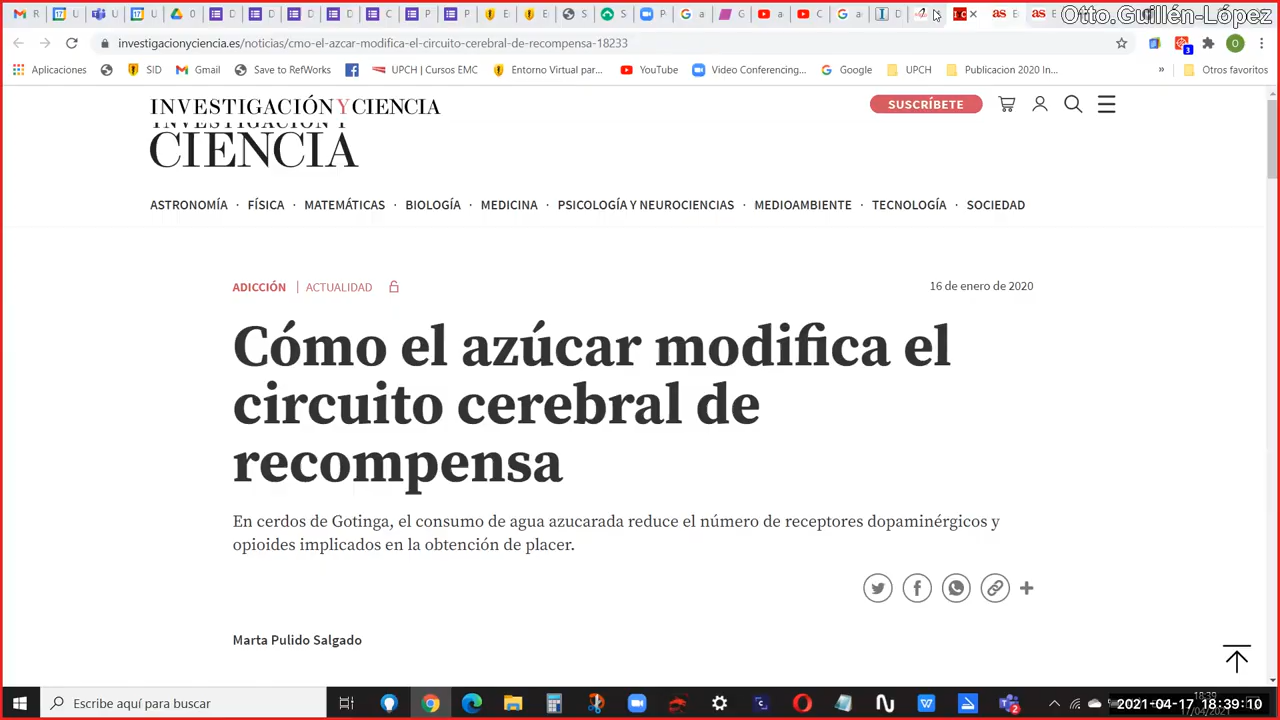 Otto.Guillén-López
investigacionyciencia.es/noticias/cmo-el-azcar-modifica-el-circuito-cerebral-de-recompensa-18233
Aplicaciones SID Gmail Save to RefWorks UPCH | Cursos EMC Entorno Virtual par... YouTube Video Conferencing... Google UPCH Publicacion 2020 In... » Otros favoritos
INVESTIGACIÓNYCIENCIA SUSCRÍBETE
INVESTIGACIÓN Y
CIENCIA
ASTRONOMÍA · FÍSICA · MATEMÁTICAS · BIOLOGÍA · MEDICINA · PSICOLOGÍA Y NEUROCIENCIAS · MEDIOAMBIENTE · TECNOLOGÍA · SOCIEDAD
ADICCIÓN | ACTUALIDAD 16 de enero de 2020
Cómo el azúcar modifica el
circuito cerebral de
recompensa
En cerdos de Gotinga, el consumo de agua azucarada reduce el número de receptores dopaminérgicos y
opioides implicados en la obtención de placer.
Marta Pulido Salgado
Escribe aquí para buscar 2021-04-17 18:39:10